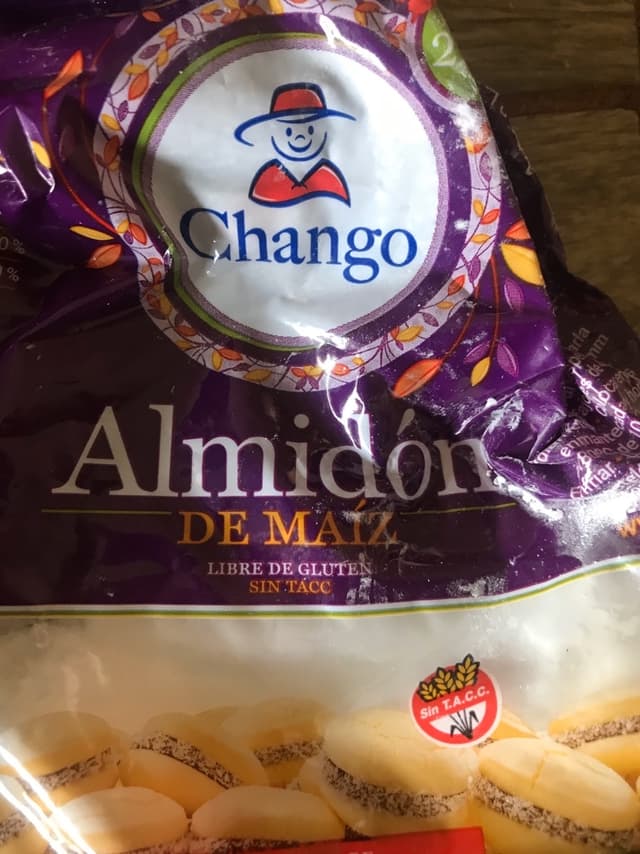 Chango
Almidón
DE MAÍZ
LIBRE DE GLUTEN
SIN TACC
Sin T.A.C.C.